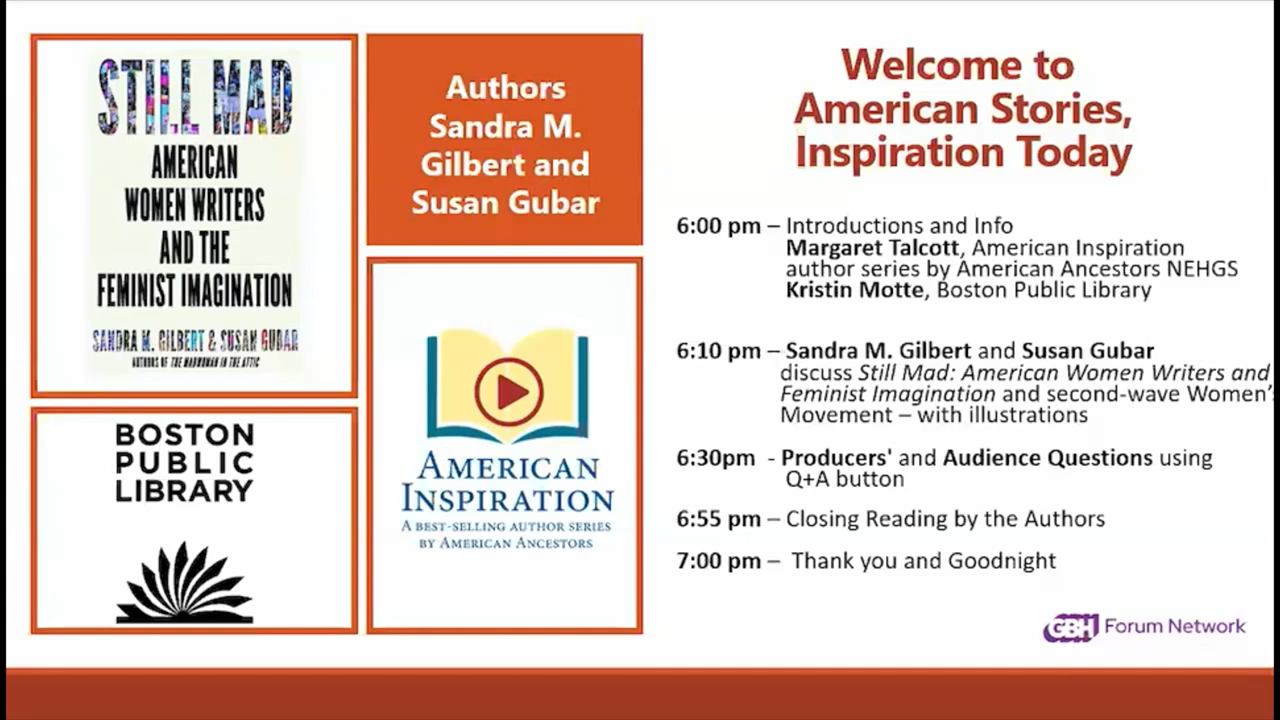 STILL MAD
AMERICAN
WOMEN WRITERS
AND THE
FEMINIST IMAGINATION
SANDRA M. GILBERT & SUSAN GUBAR
AUTHORS OF THE MADWOMAN IN THE ATTIC
Authors
Sandra M.
Gilbert and
Susan Gubar
BOSTON
PUBLIC
LIBRARY
AMERICAN
INSPIRATION
A BEST-SELLING AUTHOR SERIES
BY AMERICAN ANCESTORS
Welcome to
American Stories,
Inspiration Today
6:00 pm – Introductions and Info
Margaret Talcott, American Inspiration
author series by American Ancestors NEHGS
Kristin Motte, Boston Public Library
6:10 pm – Sandra M. Gilbert and Susan Gubar
discuss Still Mad: American Women Writers and
Feminist Imagination and second-wave Women's
Movement – with illustrations
6:30pm - Producers' and Audience Questions using
Q+A button
6:55 pm – Closing Reading by the Authors
7:00 pm – Thank you and Goodnight
GBH Forum Network